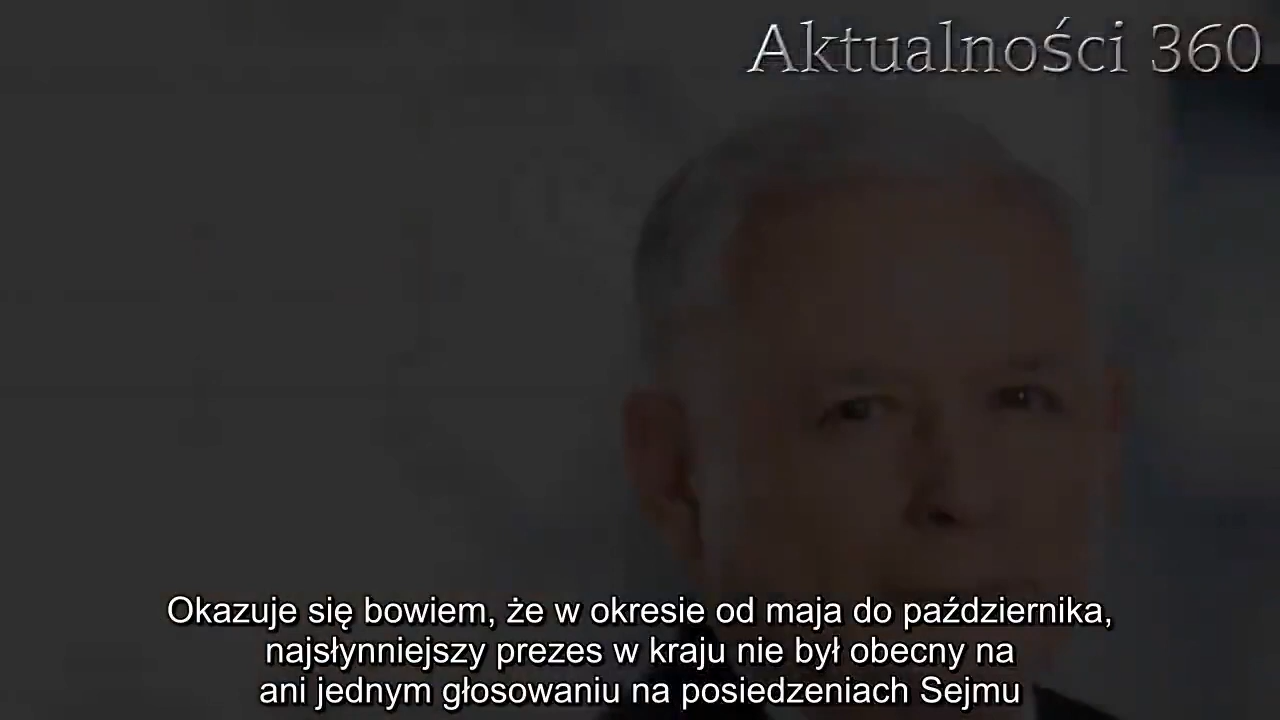 Aktualności 360
Okazuje się bowiem, że w okresie od maja do października,
najsłynniejszy prezes w kraju nie był obecny na
ani jednym głosowaniu na posiedzeniach Sejmu